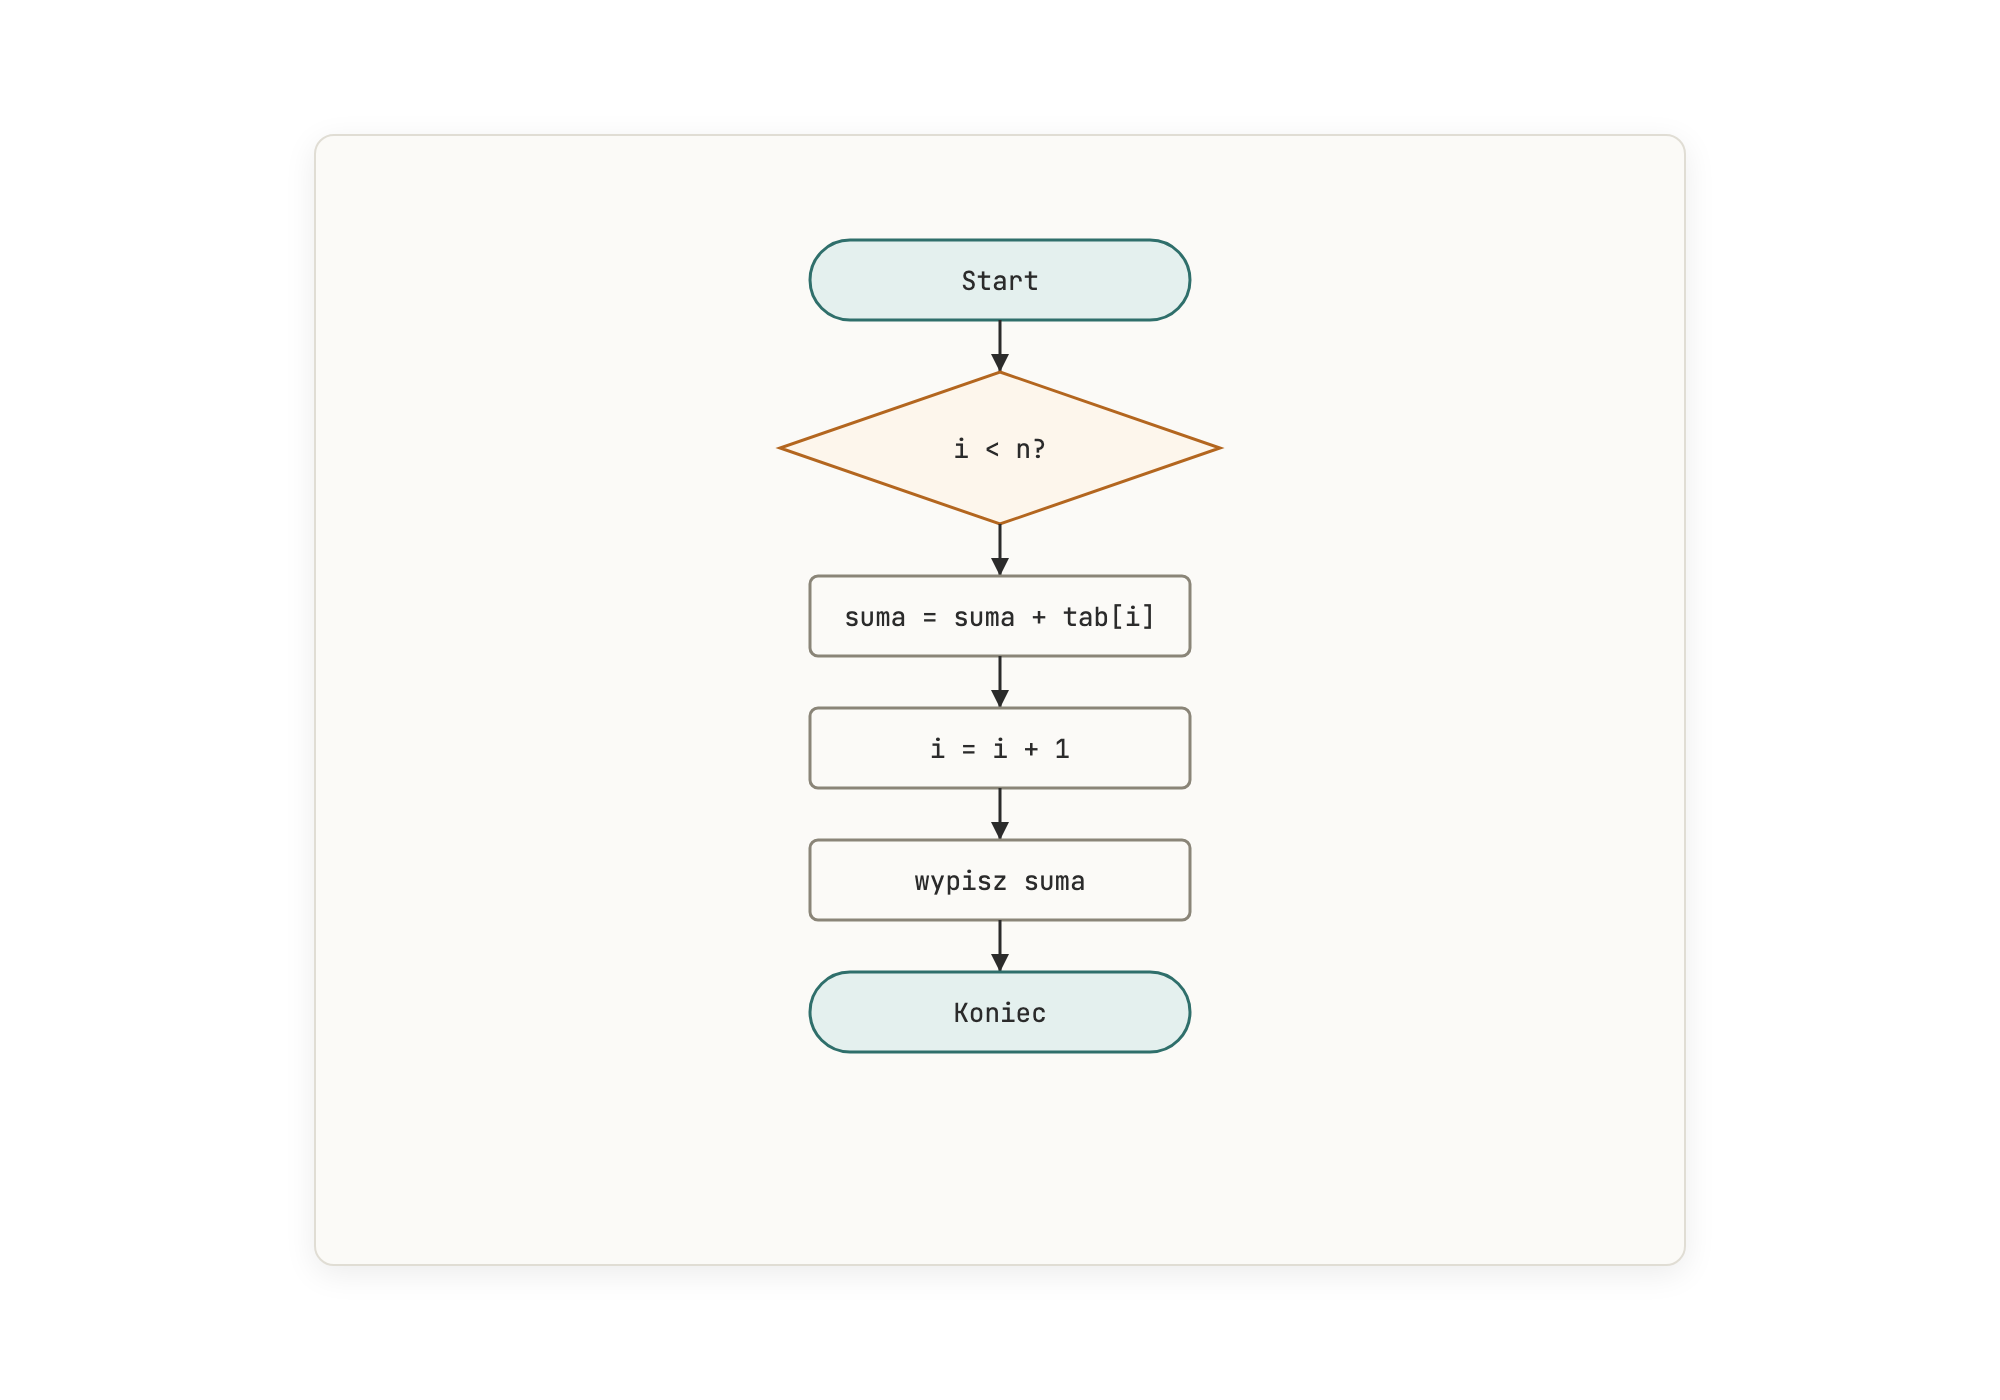 Start
i < n?
suma = suma + tab[i]
i = i + 1
wypisz suma
Koniec